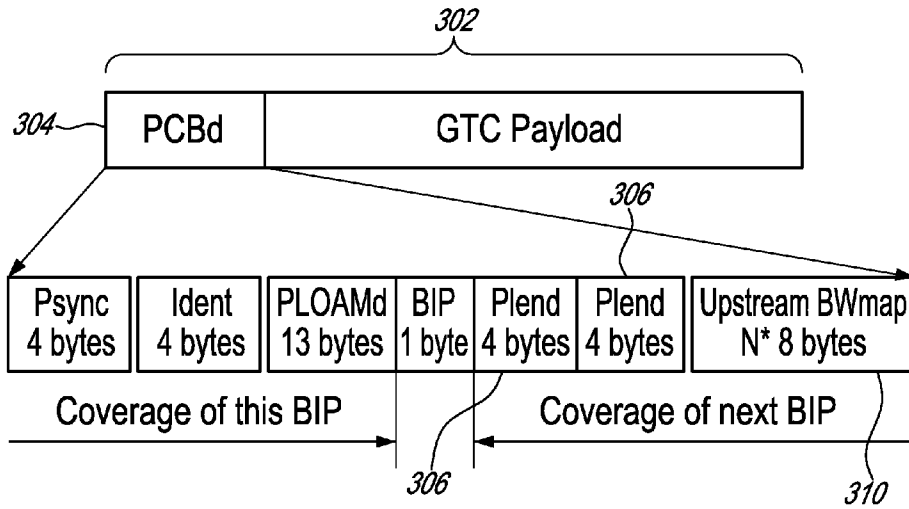 302
304
PCBd
GTC Payload
306
Psync
4 bytes
Ident
4 bytes
PLOAMd
13 bytes
BIP
1 byte
Plend
4 bytes
Plend
4 bytes
Upstream BWmap
N* 8 bytes
Coverage of this BIP
Coverage of next BIP
306
310